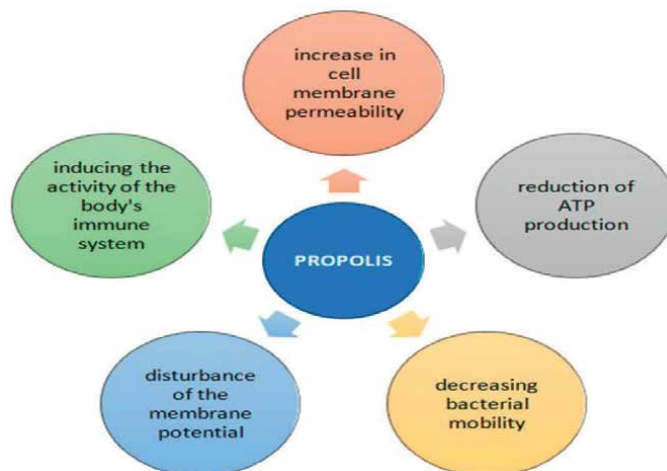 increase in
cell
membrane
permeability
inducing the
activity of the
body's
immune
system
reduction of
ATP
production
PROPOLIS
disturbance
of the
membrane
potential
decreasing
bacterial
mobility